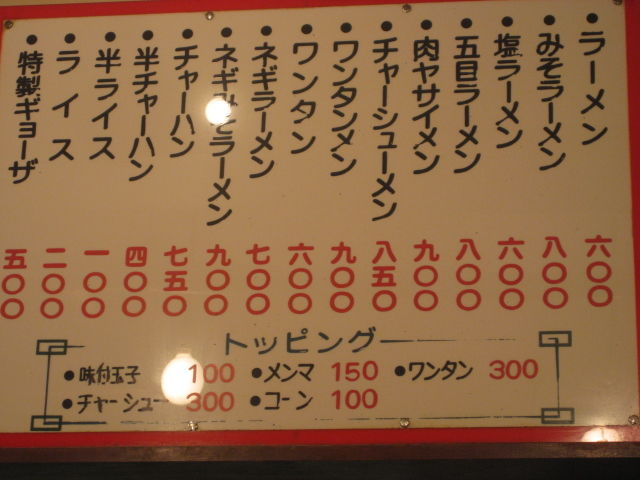 ●ラーメン 六〇〇
●みそラーメン 八〇〇
●塩ラーメン 六〇〇
●五目ラーメン 八〇〇
●肉ヤサイメン 九〇〇
●チャーシューメン 八五〇
●ワンタンメン 九〇〇
●ワンタン 六〇〇
●ネギラーメン 七〇〇
●ネギみそラーメン 九〇〇
●チャーハン 七五〇
●半チャーハン 四〇〇
●半ライス 一〇〇
●ライス 二〇〇
●特製ギョーザ 五〇〇
トッピング
●味付玉子 100 ●メンマ 150 ●ワンタン 300
●チャーシュー 300 ●コーン 100